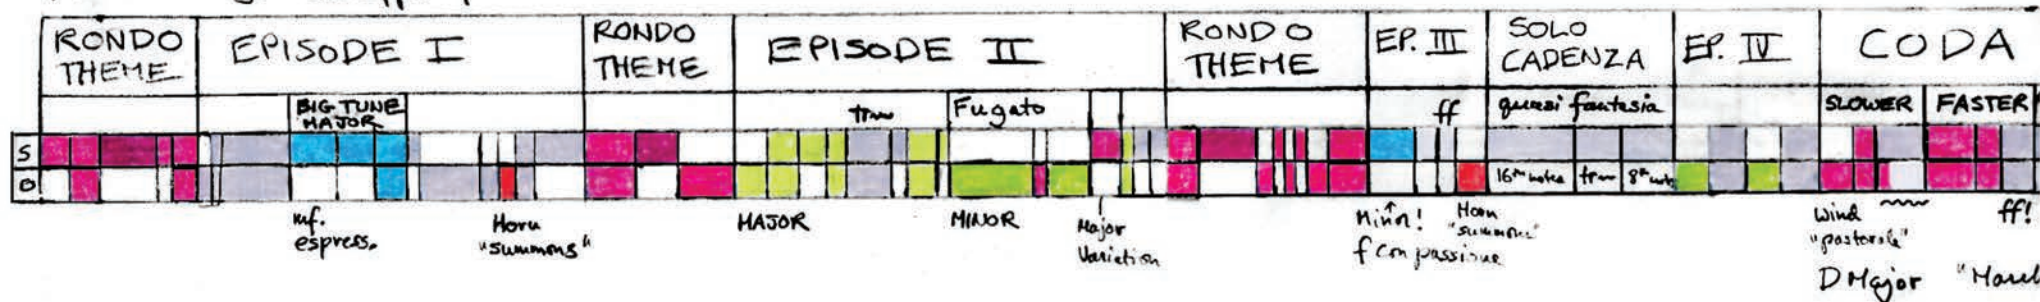 RONDO THEME
EPISODE I
RONDO THEME
EPISODE II
RONDO THEME
EP. III
SOLO CADENZA
EP. IV
CODA
BIG TUNE MAJOR
tr
Fugato
ff
quasi fantasia
SLOWER
FASTER
S
O
16th notes
tr
8th
mf. espress.
Horn "summons"
MAJOR
MINOR
Major Variation
Minor! f con passione
Horn "summons"
Wind "pastorale"
ff!
D Major